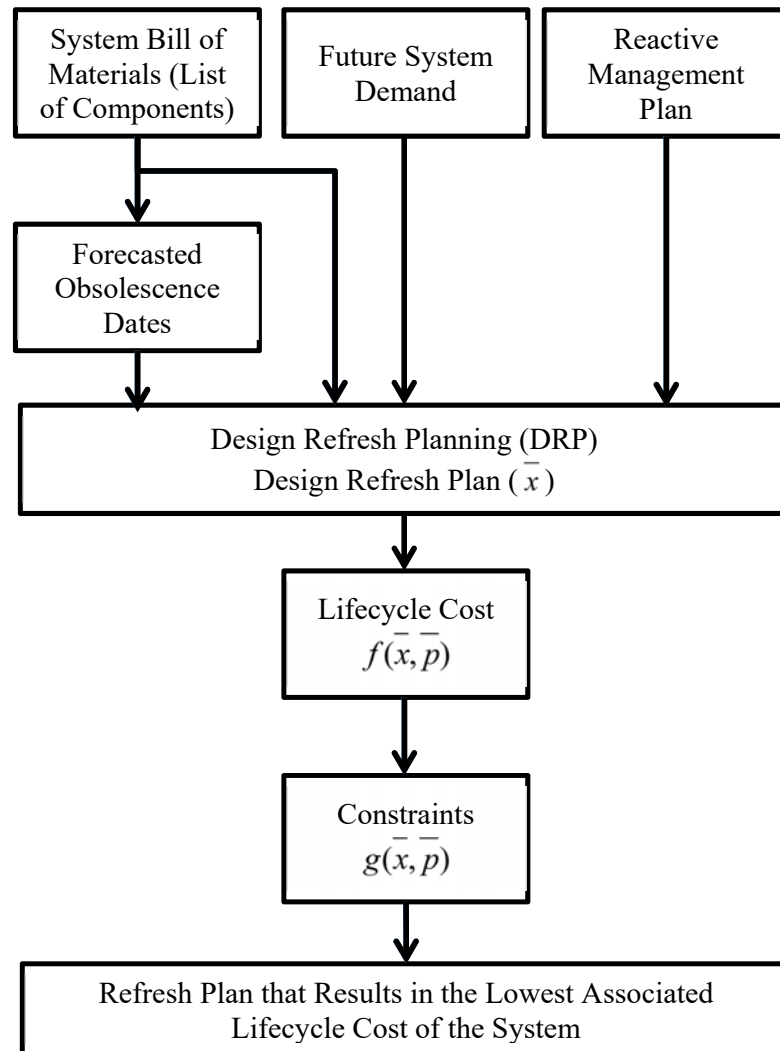 System Bill of
Materials (List
of Components)
Future System
Demand
Reactive
Management
Plan
Forecasted
Obsolescence
Dates
Design Refresh Planning (DRP)
Design Refresh Plan (x̄)
Lifecycle Cost
f(x̄, p̄)
Constraints
g(x̄, p̄)
Refresh Plan that Results in the Lowest Associated
Lifecycle Cost of the System